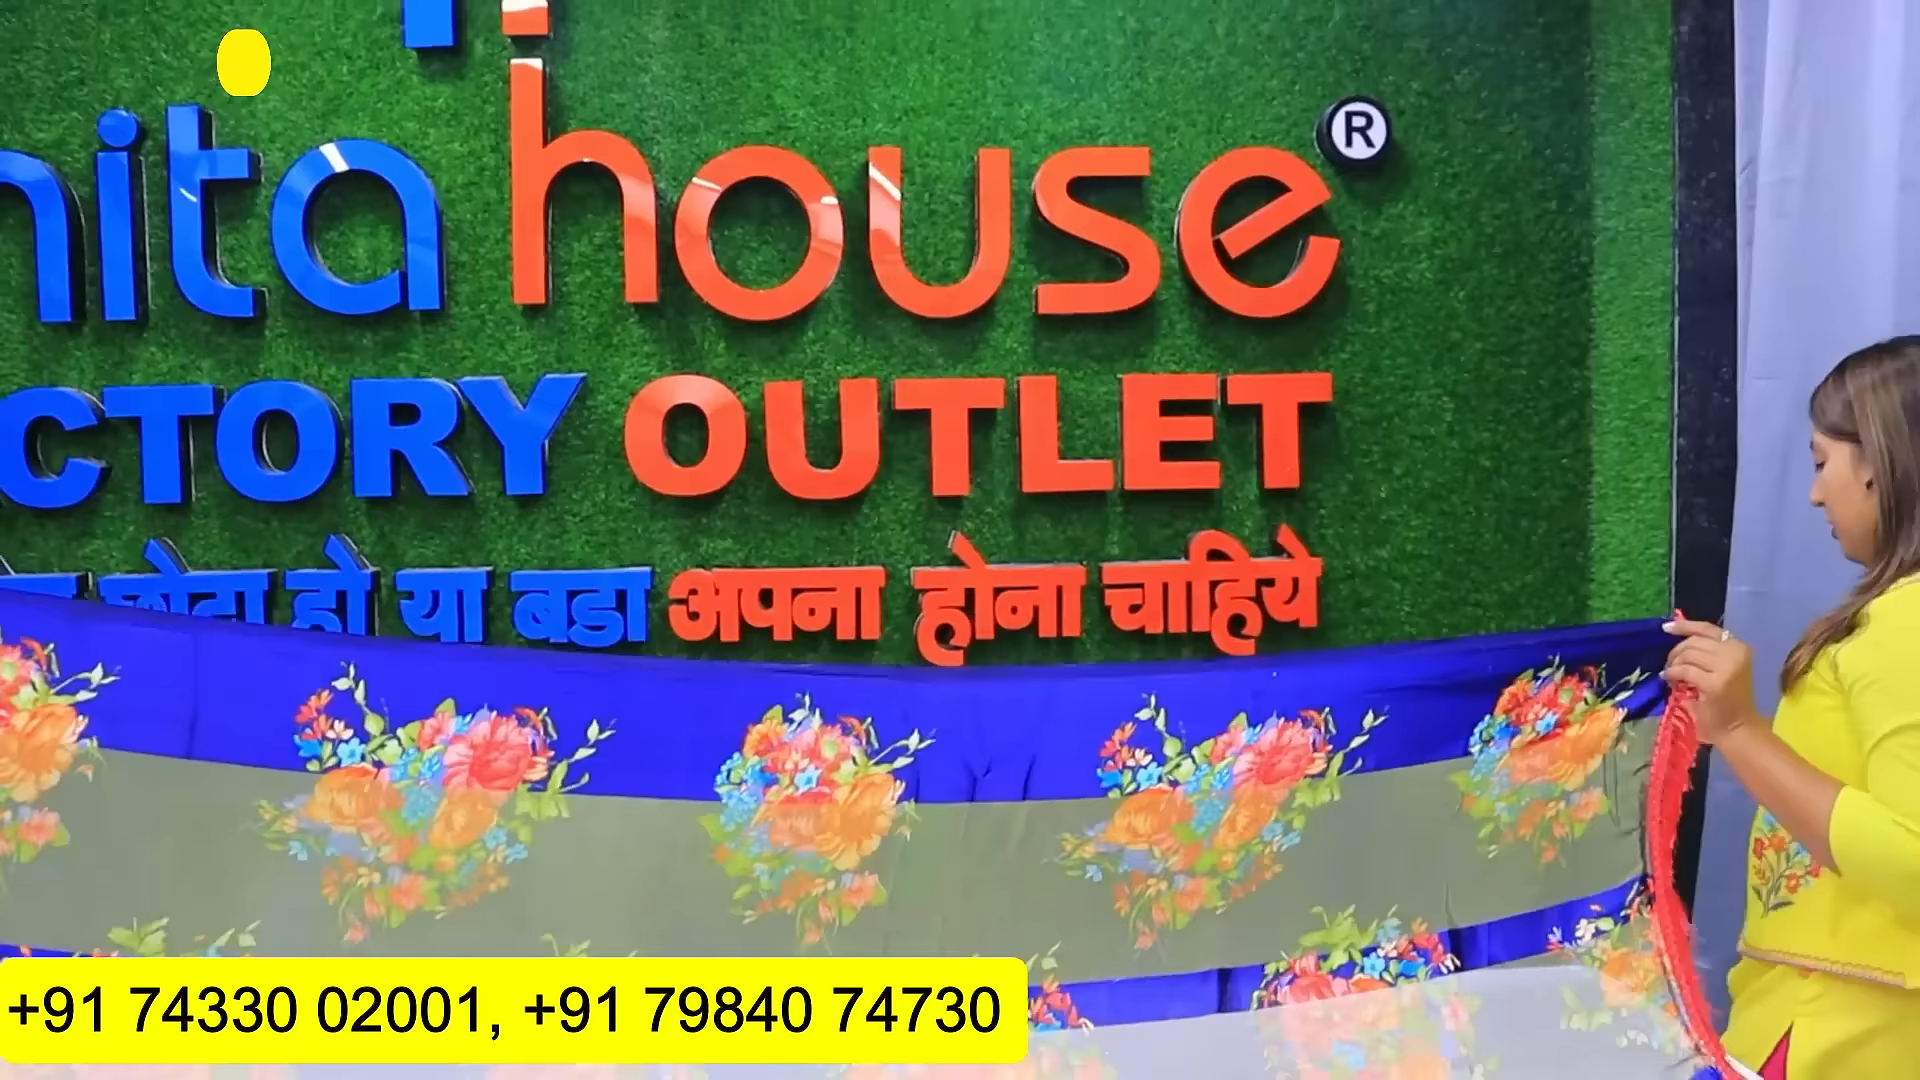 nita house ®
CTORY OUTLET
छोटा हो या बडा अपना होना चाहिये
+91 74330 02001, +91 79840 74730